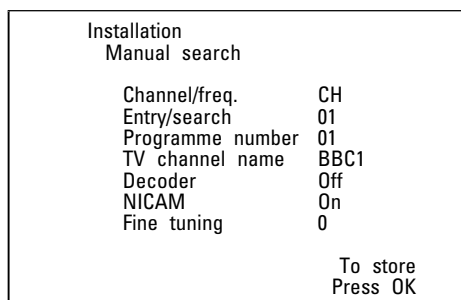 Installation
Manual search
Channel/freq. CH
Entry/search 01
Programme number 01
TV channel name BBC1
Decoder Off
NICAM On
Fine tuning 0
To store
Press OK